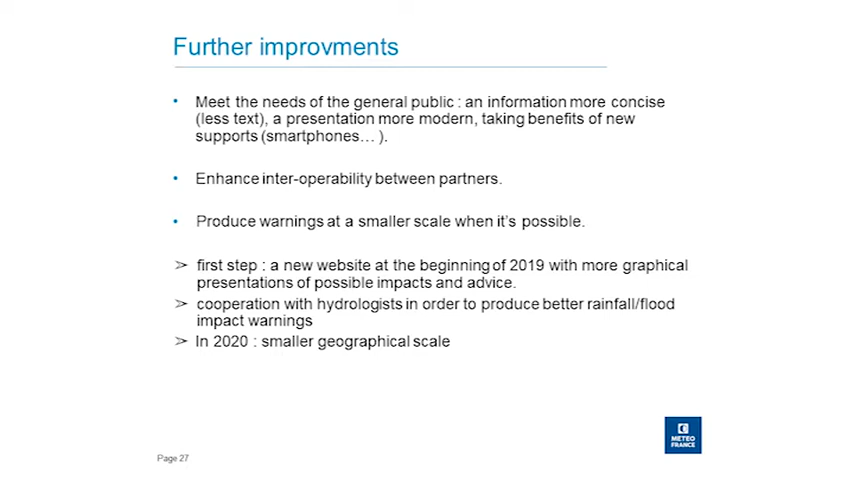 Further improvments
• Meet the needs of the general public : an information more concise
(less text), a presentation more modern, taking benefits of new
supports (smartphones… ).
• Enhance inter-operability between partners.
• Produce warnings at a smaller scale when it's possible.
➢ first step : a new website at the beginning of 2019 with more graphical
presentations of possible impacts and advice.
➢ cooperation with hydrologists in order to produce better rainfall/flood
impact warnings
➢ In 2020 : smaller geographical scale
METEO
FRANCE
Page 27